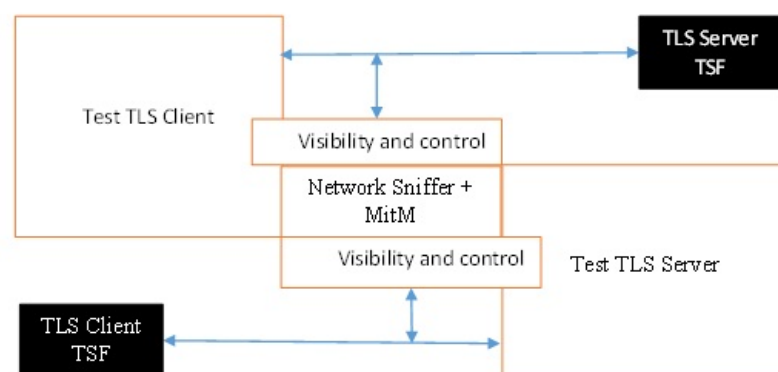 TLS Server
TSF
Test TLS Client
Visibility and control
Network Sniffer +
MitM
Visibility and control
Test TLS Server
TLS Client
TSF